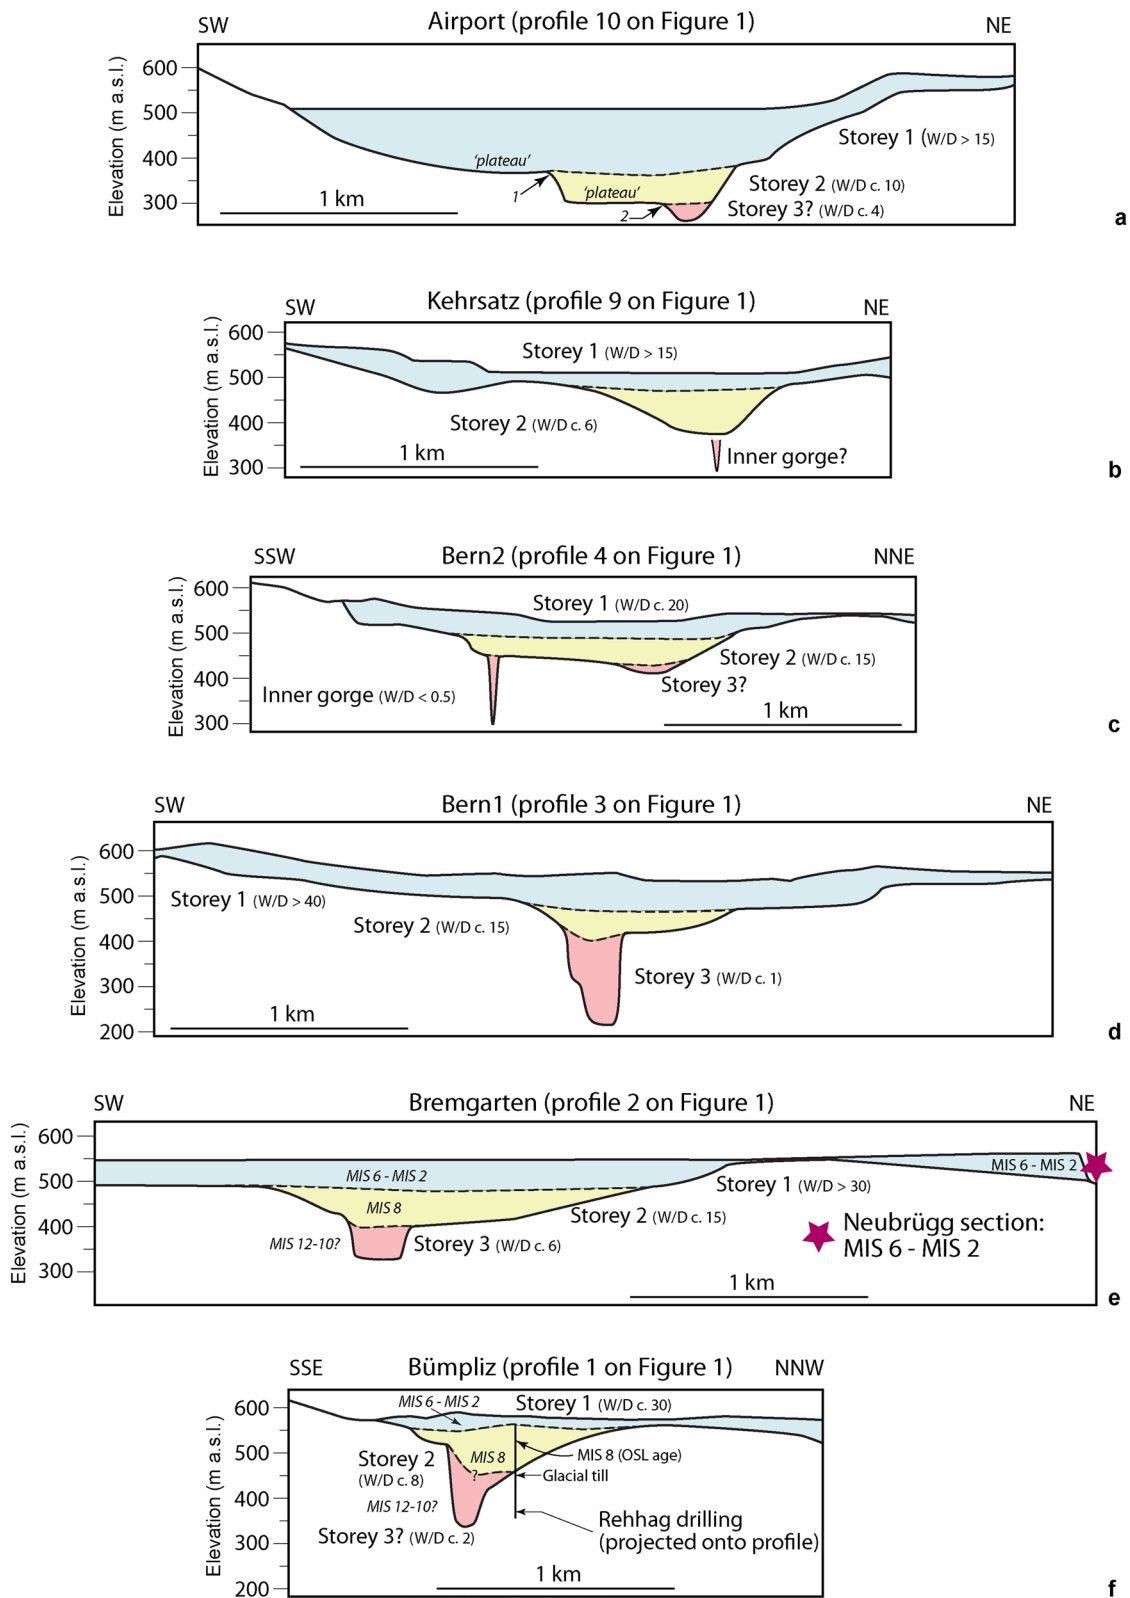 Airport (profile 10 on Figure 1)
SW
NE
Elevation (m a.s.l.)
600
500
400
300
'plateau'
'plateau'
1
2
1 km
Storey 1 (W/D > 15)
Storey 2 (W/D c. 10)
Storey 3? (W/D c. 4)
a
Kehrsatz (profile 9 on Figure 1)
SW
NE
Elevation (m a.s.l.)
600
500
400
300
Storey 1 (W/D > 15)
Storey 2 (W/D c. 6)
1 km
Inner gorge?
b
Bern2 (profile 4 on Figure 1)
SSW
NNE
Elevation (m a.s.l.)
600
500
400
300
Storey 1 (W/D c. 20)
Storey 2 (W/D c. 15)
Storey 3?
Inner gorge (W/D < 0.5)
1 km
c
Bern1 (profile 3 on Figure 1)
SW
NE
Elevation (m a.s.l.)
600
500
400
300
200
Storey 1 (W/D > 40)
Storey 2 (W/D c. 15)
Storey 3 (W/D c. 1)
1 km
d
Bremgarten (profile 2 on Figure 1)
SW
NE
Elevation (m a.s.l.)
600
500
400
300
MIS 6 - MIS 2
MIS 6 - MIS 2
MIS 8
MIS 12-10?
Storey 1 (W/D > 30)
Storey 2 (W/D c. 15)
Storey 3 (W/D c. 6)
Neubrügg section:
MIS 6 - MIS 2
1 km
e
Bümpliz (profile 1 on Figure 1)
SSE
NNW
Elevation (m a.s.l.)
600
500
400
300
200
MIS 6 - MIS 2
Storey 1 (W/D c. 30)
Storey 2
(W/D c. 8)
MIS 8
?
MIS 8 (OSL age)
Glacial till
MIS 12-10?
Storey 3? (W/D c. 2)
Rehhag drilling
(projected onto profile)
1 km
f